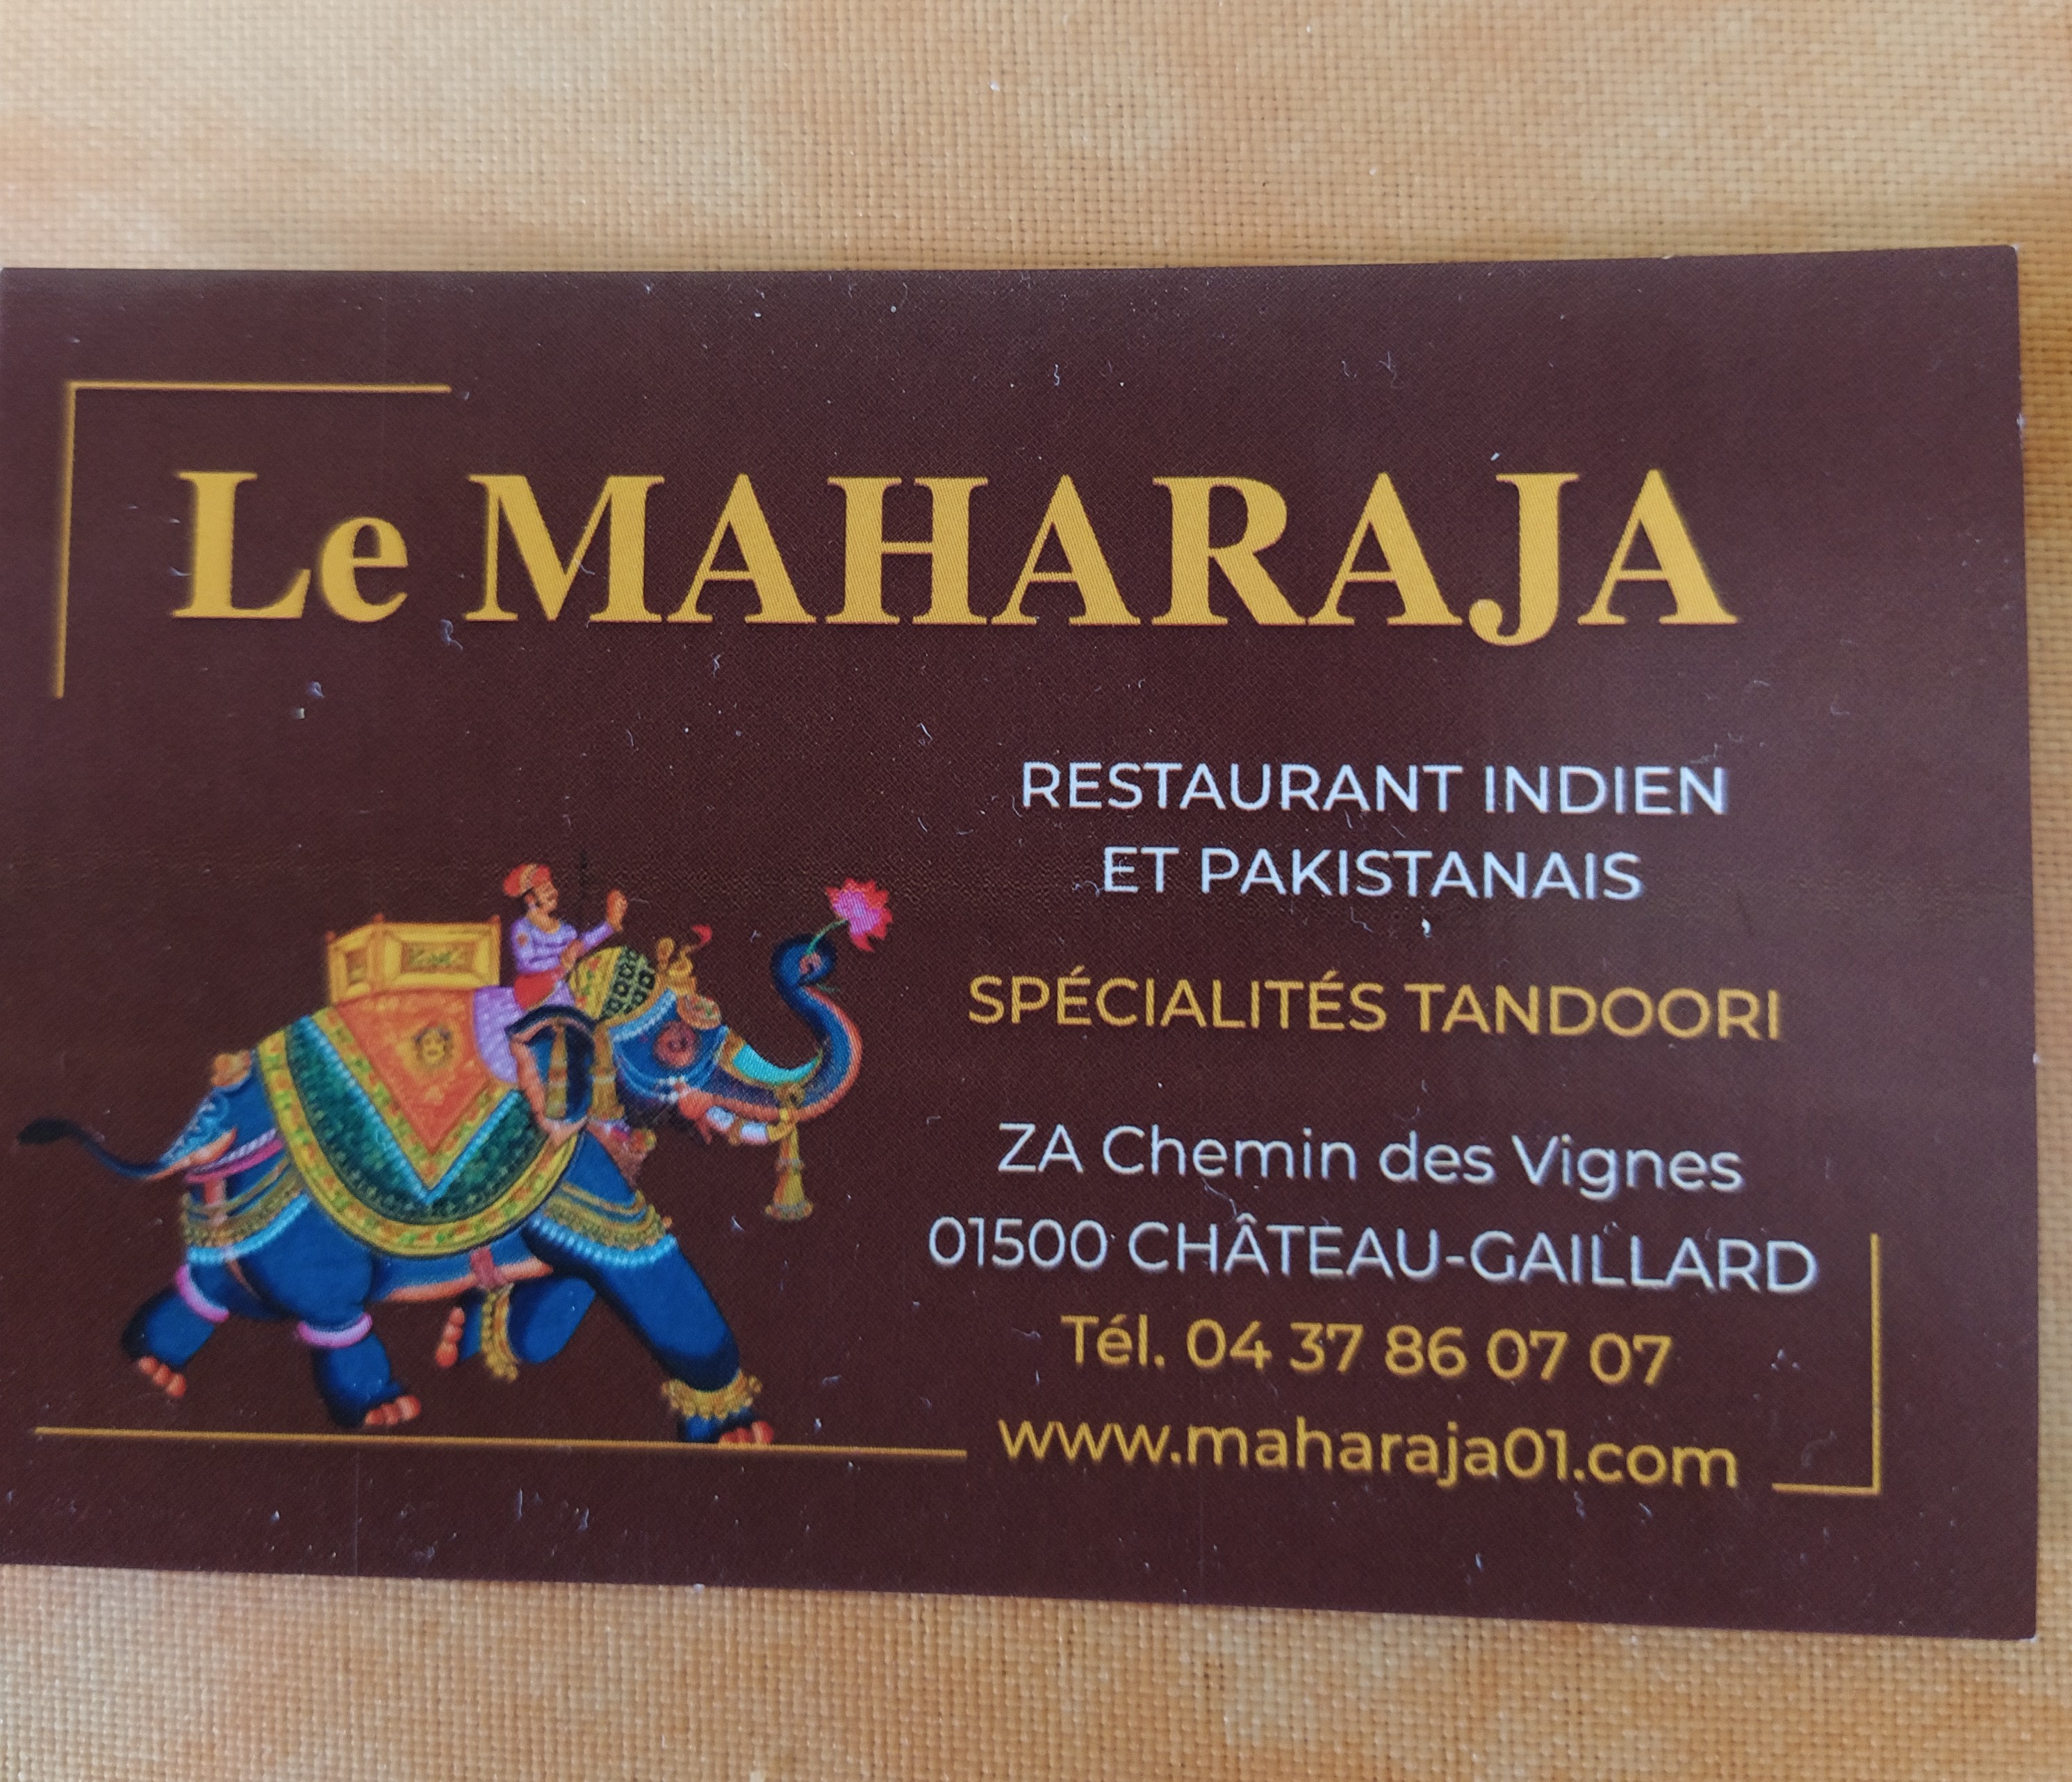 Le MAHARAJA
RESTAURANT INDIEN
ET PAKISTANAIS
SPÉCIALITÉS TANDOORI
ZA Chemin des Vignes
01500 CHÂTEAU-GAILLARD
Tél. 04 37 86 07 07
www.maharaja01.com